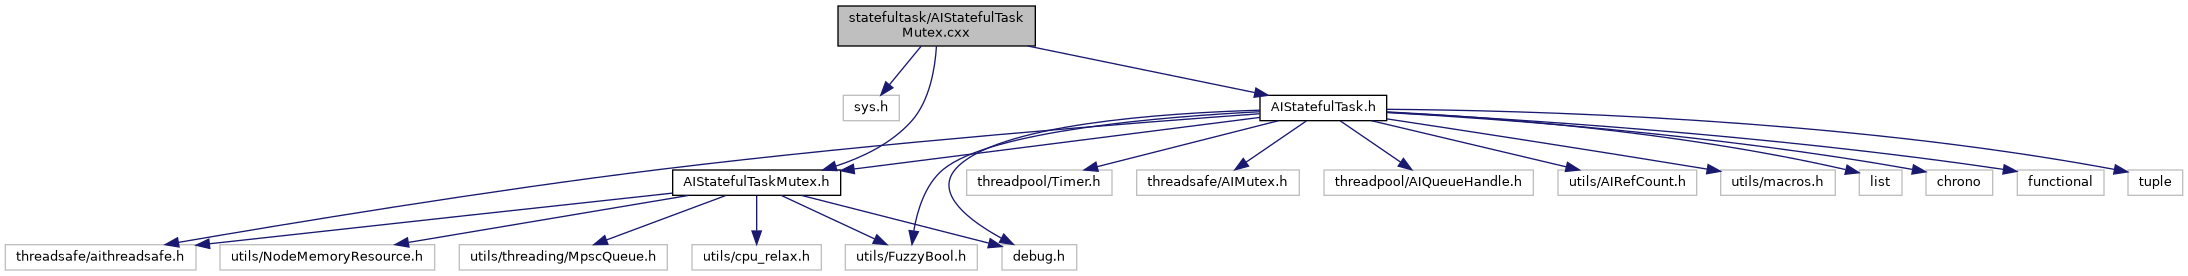 statefultask/AIStatefulTask
Mutex.cxx
sys.h
AIStatefulTask.h
AIStatefulTaskMutex.h
threadpool/Timer.h
threadsafe/AIMutex.h
threadpool/AIQueueHandle.h
utils/AIRefCount.h
utils/macros.h
list
chrono
functional
tuple
threadsafe/aithreadsafe.h
utils/NodeMemoryResource.h
utils/threading/MpscQueue.h
utils/cpu_relax.h
utils/FuzzyBool.h
debug.h